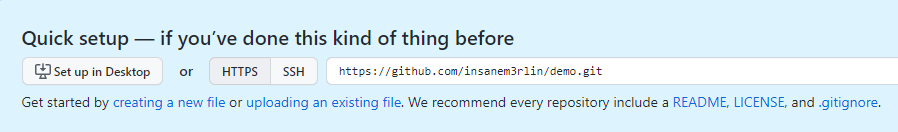 Quick setup — if you’ve done this kind of thing before
Set up in Desktop or HTTPS SSH https://github.com/insanem3rlin/demo.git
Get started by creating a new file or uploading an existing file. We recommend every repository include a README, LICENSE, and .gitignore.